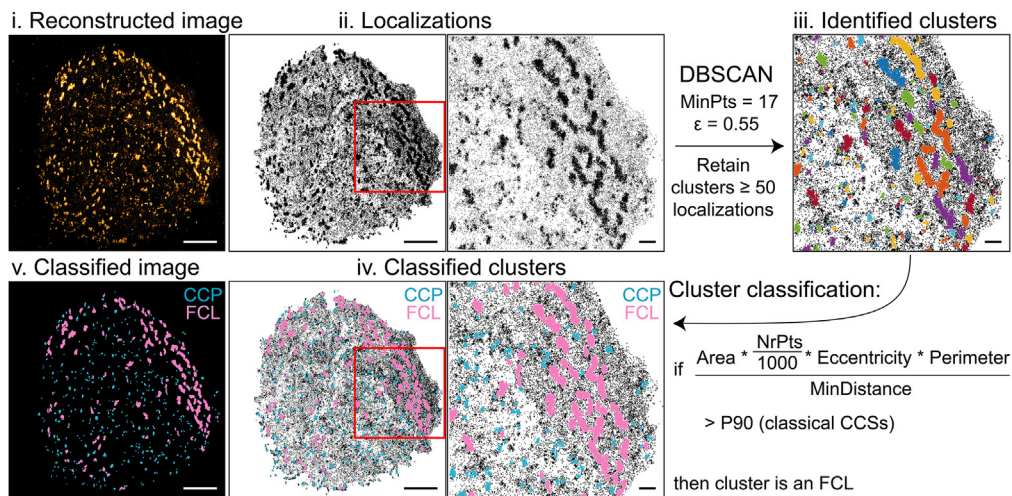 i. Reconstructed image
ii. Localizations
iii. Identified clusters
DBSCAN
MinPts = 17
ε = 0.55
Retain
clusters ≥ 50
localizations
v. Classified image
iv. Classified clusters
CCP
FCL
CCP
FCL
CCP
FCL
Cluster classification:
if Area * NrPts/1000 * Eccentricity * Perimeter
MinDistance
> P90 (classical CCSs)
then cluster is an FCL